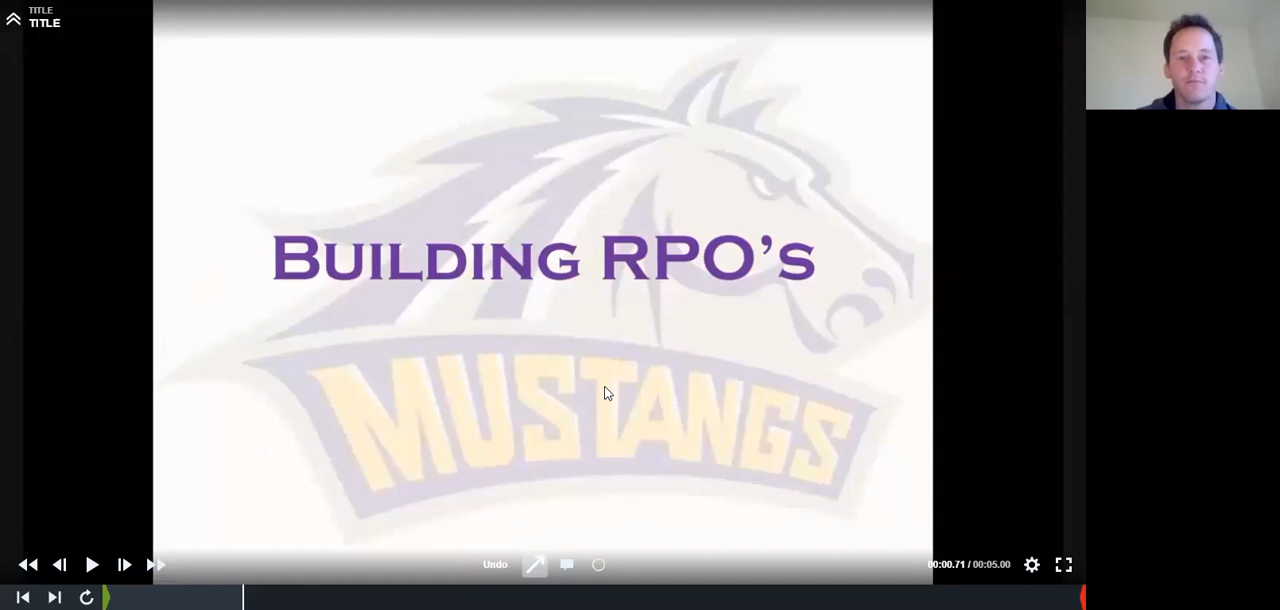 TITLE
TITLE
BUILDING RPO'S
MUSTANGS
Undo
00:00.71 / 00:05.00